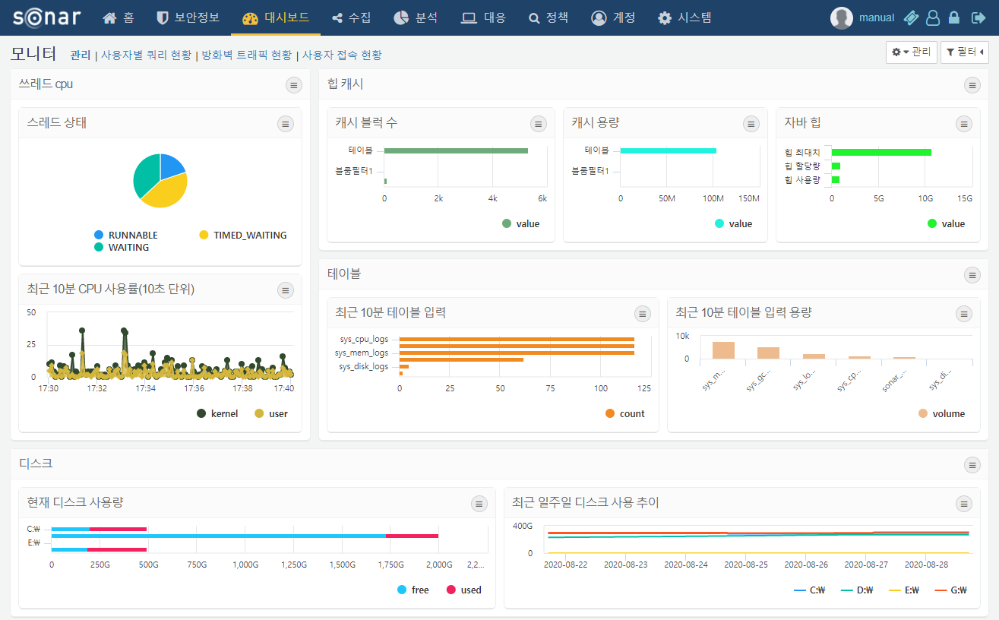 sonar 홈 보안정보 대시보드 수집 분석 대응 정책 계정 시스템 manual
모니터 관리 | 사용자별 쿼리 현황 | 방화벽 트래픽 현황 | 사용자 접속 현황 관리 필터
쓰레드 cpu
스레드 상태
RUNNABLE TIMED_WAITING
WAITING
최근 10분 CPU 사용률(10초 단위)
50
25
0
17:30 17:32 17:34 17:36 17:38 17:40
kernel user
힙 캐시
캐시 블럭 수
테이블
블룸필터1
0 2k 4k 6k
value
캐시 용량
테이블
블룸필터1
0 50M 100M 150M
value
자바 힙
힙 최대치
힙 할당량
힙 사용량
0 5G 10G 15G
value
테이블
최근 10분 테이블 입력
sys_cpu_logs
sys_mem_logs
sys_disk_logs
0 25 50 75 100 125
count
최근 10분 테이블 입력 용량
10k
0
sys_m... sys_gc... sys_lo... sys_cp... sonar_... sys_di...
volume
디스크
현재 디스크 사용량
C:₩
E:₩
0 250G 500G 750G 1,000G 1,250G 1,500G 1,750G 2,000G 2,2...
free used
최근 일주일 디스크 사용 추이
400G
0
2020-08-22 2020-08-23 2020-08-24 2020-08-25 2020-08-26 2020-08-27 2020-08-28
C:₩ D:₩ E:₩ G:₩